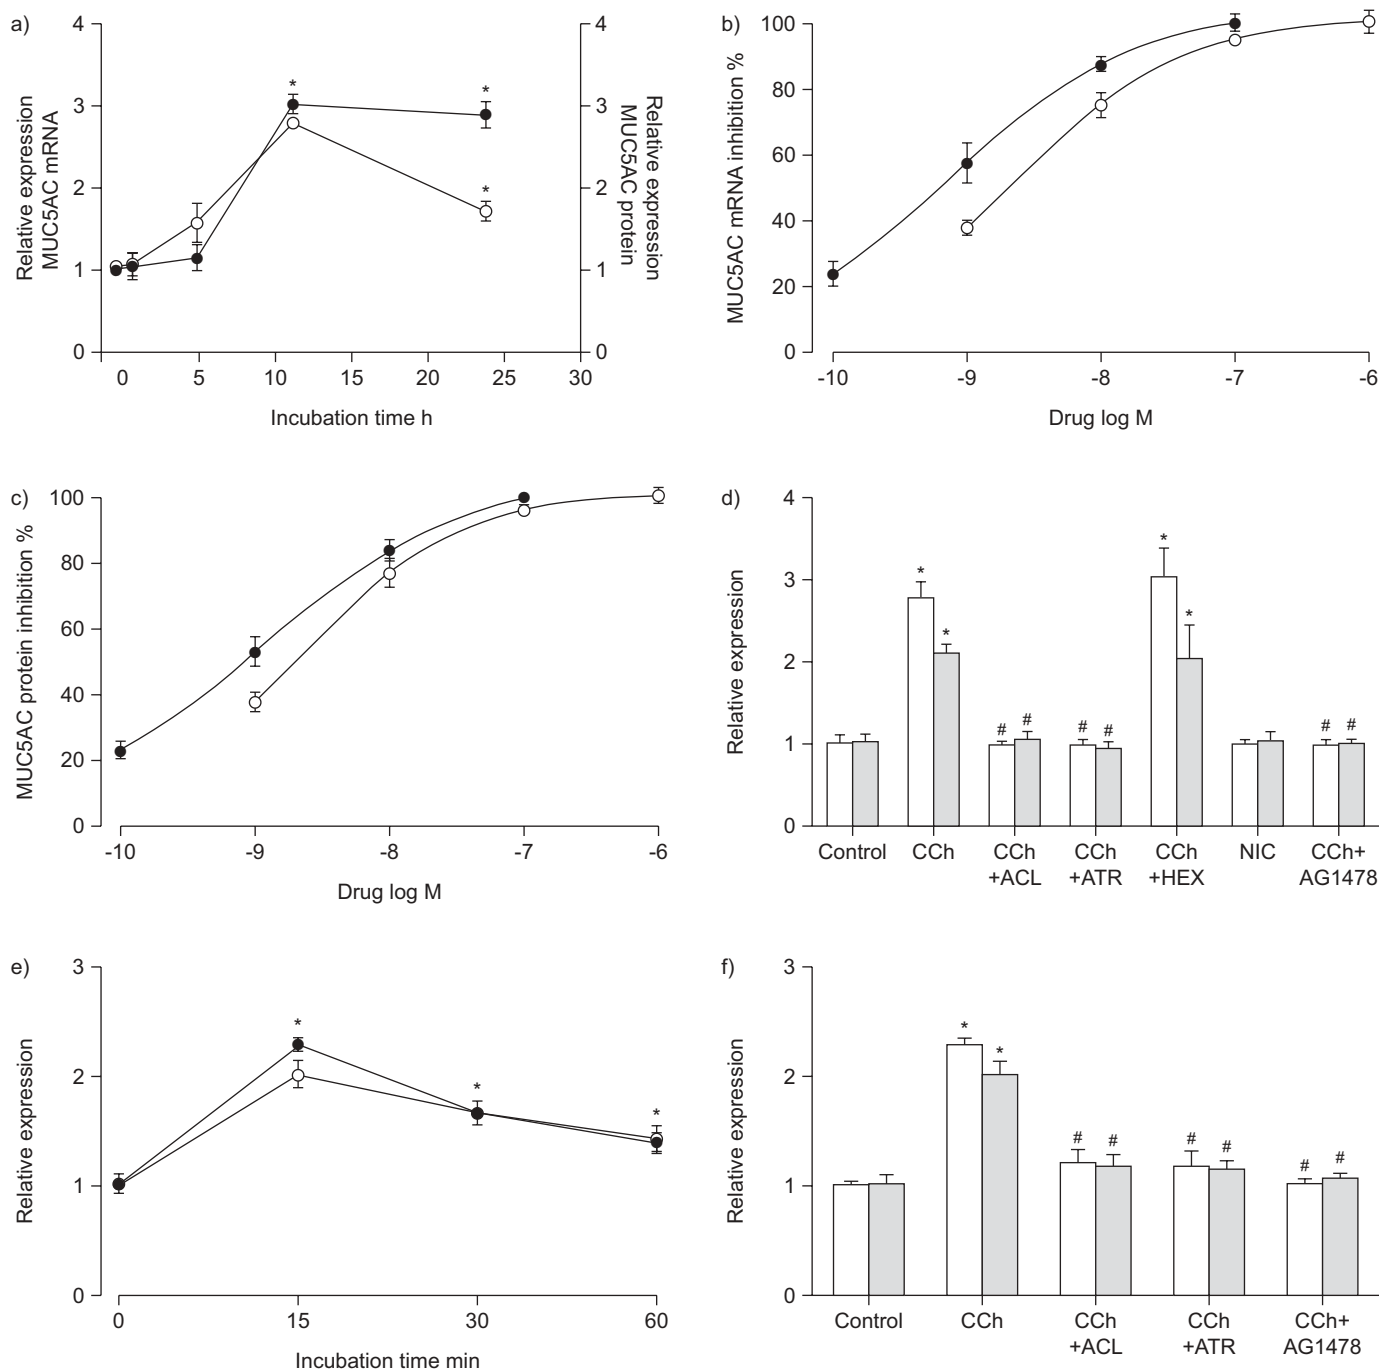 a)
4
3
2
1
0
Relative expression
MUC5AC mRNA
* *
*
4
3
2
1
0
Relative expression
MUC5AC protein
0 5 10 15 20 25 30
Incubation time h
b)
100
80
60
40
20
0
MUC5AC mRNA inhibition %
-10 -9 -8 -7 -6
Drug log M
c)
100
80
60
40
20
0
MUC5AC protein inhibition %
-10 -9 -8 -7 -6
Drug log M
d)
4
3
2
1
0
Relative expression
* * * *
# # # # # #
Control CCh CCh CCh CCh NIC CCh+
+ACL +ATR +HEX AG1478
e)
3
2
1
0
Relative expression
* * *
0 15 30 60
Incubation time min
f)
3
2
1
0
Relative expression
* *
# # # # # #
Control CCh CCh CCh CCh+
+ACL +ATR AG1478